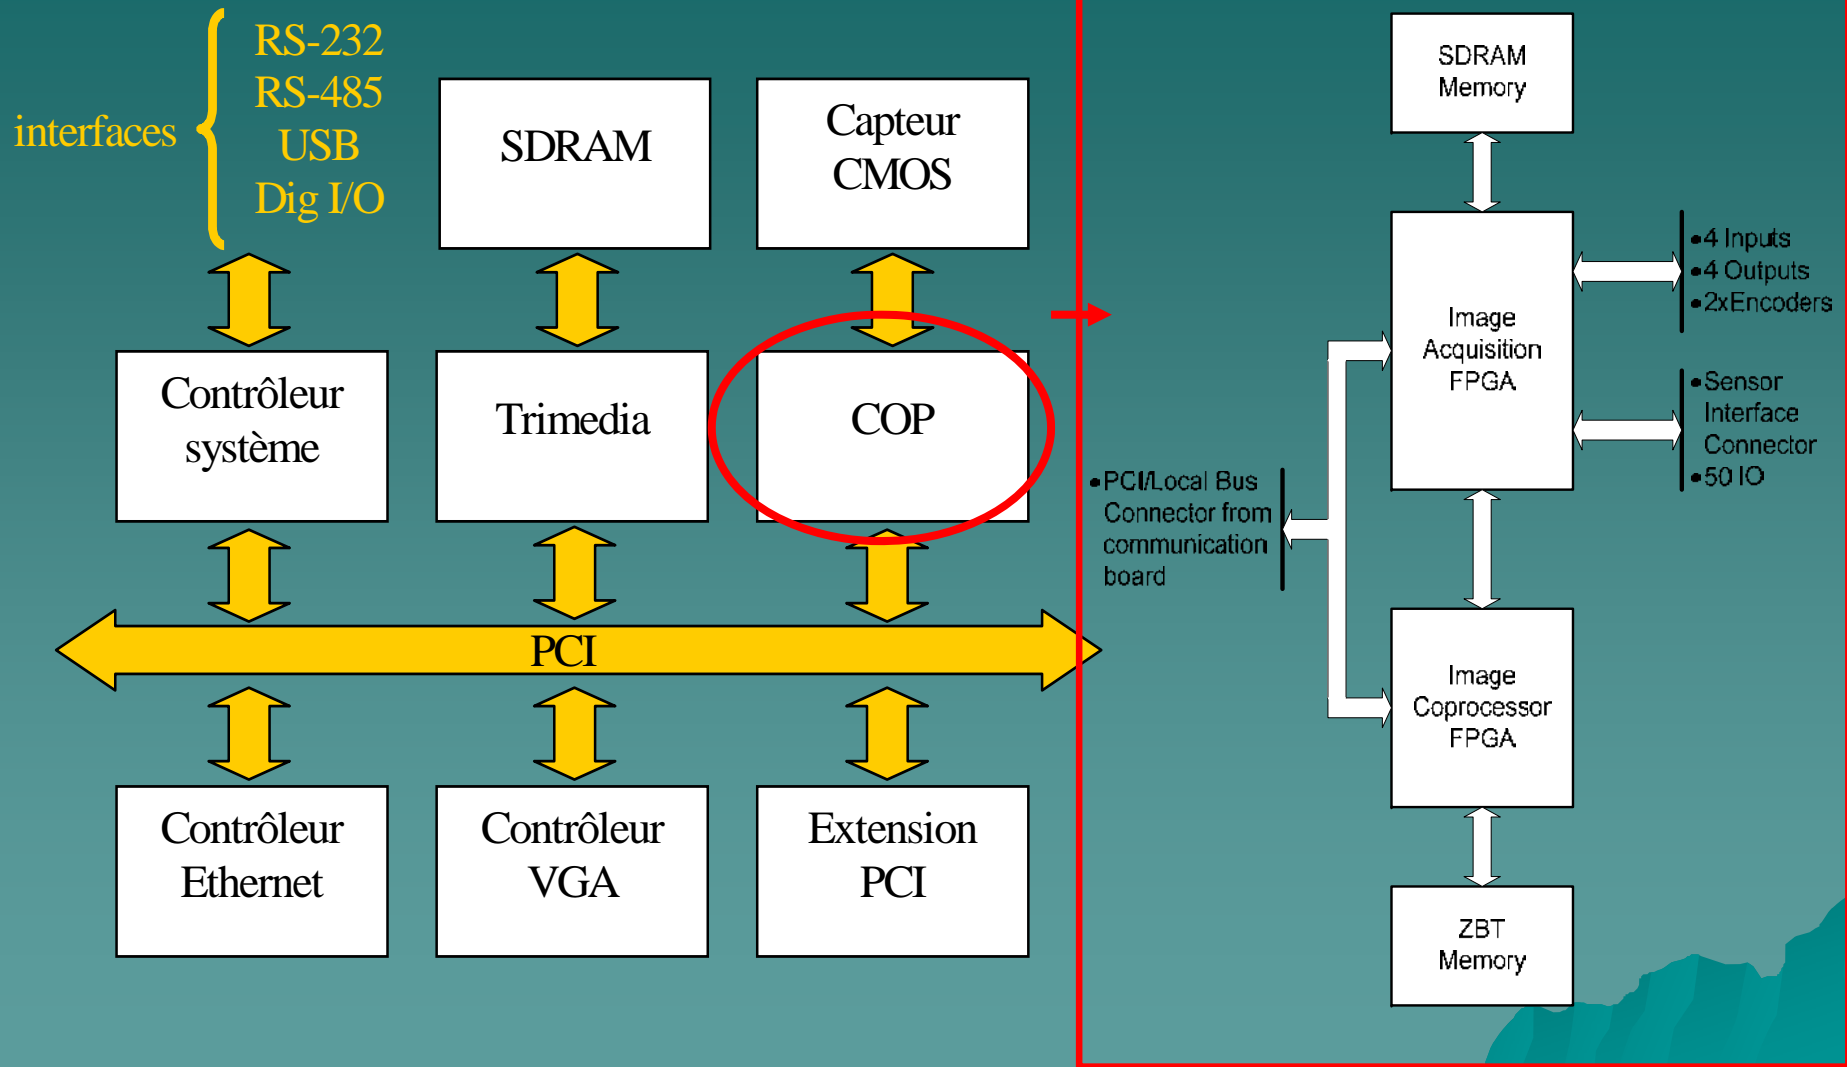 interfaces
RS-232
RS-485
USB
Dig I/O
SDRAM
Capteur
CMOS
Contrôleur
système
Trimedia
COP
PCI
Contrôleur
Ethernet
Contrôleur
VGA
Extension
PCI
SDRAM
Memory
Image
Acquisition
FPGA
•4 Inputs
•4 Outputs
•2xEncoders
•Sensor
Interface
Connector
•50 IO
•PCI/Local Bus
Connector from
communication
board
Image
Coprocessor
FPGA
ZBT
Memory